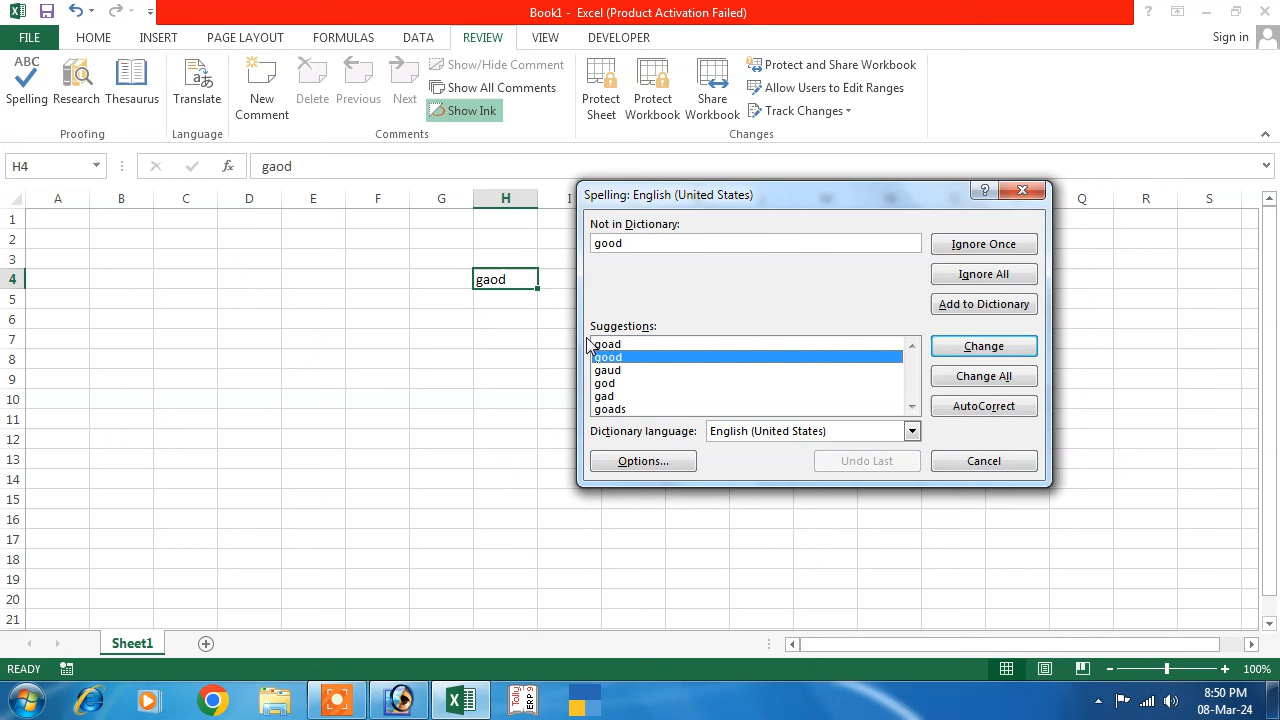 Book1 - Excel (Product Activation Failed)
FILE HOME INSERT PAGE LAYOUT FORMULAS DATA REVIEW VIEW DEVELOPER Sign in
ABC
Spelling Research Thesaurus
Proofing
Translate
Language
New Comment
Delete Previous Next
Show/Hide Comment
Show All Comments
Show Ink
Comments
Protect Sheet
Protect Workbook
Share Workbook
Protect and Share Workbook
Allow Users to Edit Ranges
Track Changes
Changes
H4 fx gaod
A B C D E F G H I Q R S
1
2
3
4 gaod
5
6
7
8
9
10
11
12
13
14
15
16
17
18
19
20
21
Spelling: English (United States)
Not in Dictionary:
good
Ignore Once
Ignore All
Add to Dictionary
Suggestions:
goad
good
gaud
god
gad
goads
Change
Change All
AutoCorrect
Dictionary language: English (United States)
Options... Undo Last Cancel
Sheet1
READY 100%
Tally
ERP 9
8:50 PM
08-Mar-24